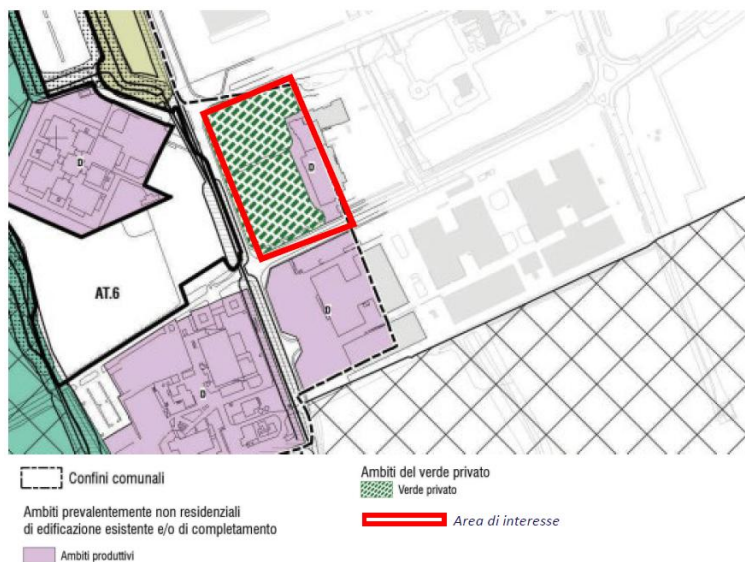 D
D
AT.6
D
D
Confini comunali
Ambiti prevalentemente non residenziali
di edificazione esistente e/o di completamento
Ambiti produttivi
Ambiti del verde privato
Verde privato
Area di interesse